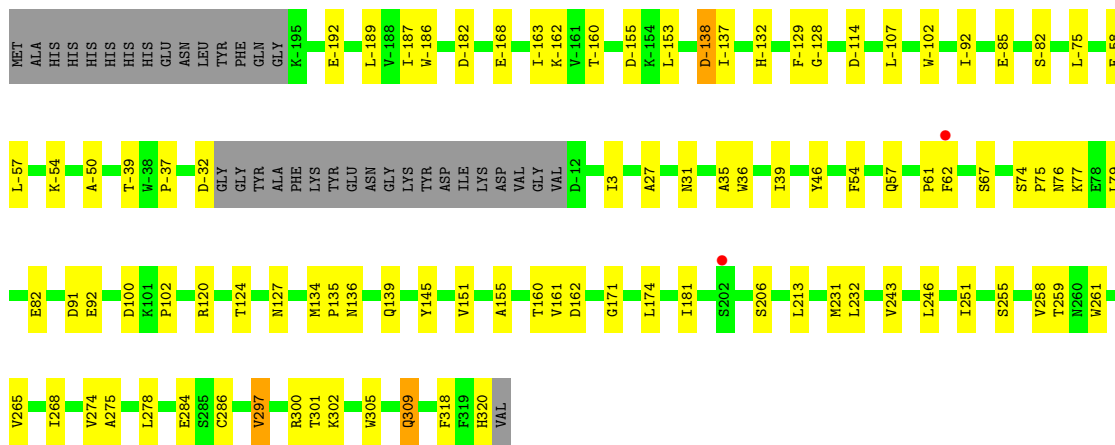 MET ALA HIS HIS HIS HIS HIS HIS GLU ASN LEU TYR PHE GLN GLY K-195 E-192 L-189 V-188 I-187 W-186 D-182 E-168 I-163 K-162 V-161 T-160 D-155 K-154 L-153 D-138 I-137 H-132 F-129 G-128 D-114 L-107 W-102 I-92 E-85 S-82 L-75 E-58
L-57 K-54 A-50 T-39 W-38 P-37 D-32 GLY GLY TYR ALA PHE LYS TYR GLU ASN GLY LYS TYR ASP ILE LYS ASP VAL GLY VAL D-12 I3 A27 N31 A35 W36 I39 Y46 F54 Q57 P61 F62 S67 S74 P75 N76 K77 E78 L79
E82 D91 E92 D100 K101 P102 R120 T124 N127 M134 P135 N136 Q139 Y145 V151 A155 T160 V161 D162 G171 L174 I181 S202 S206 L213 M231 L232 V243 L246 I251 S255 V258 T259 N260 W261
V265 I268 V274 A275 L278 E284 S285 C286 V297 R300 T301 K302 W305 Q309 F318 F319 H320 VAL